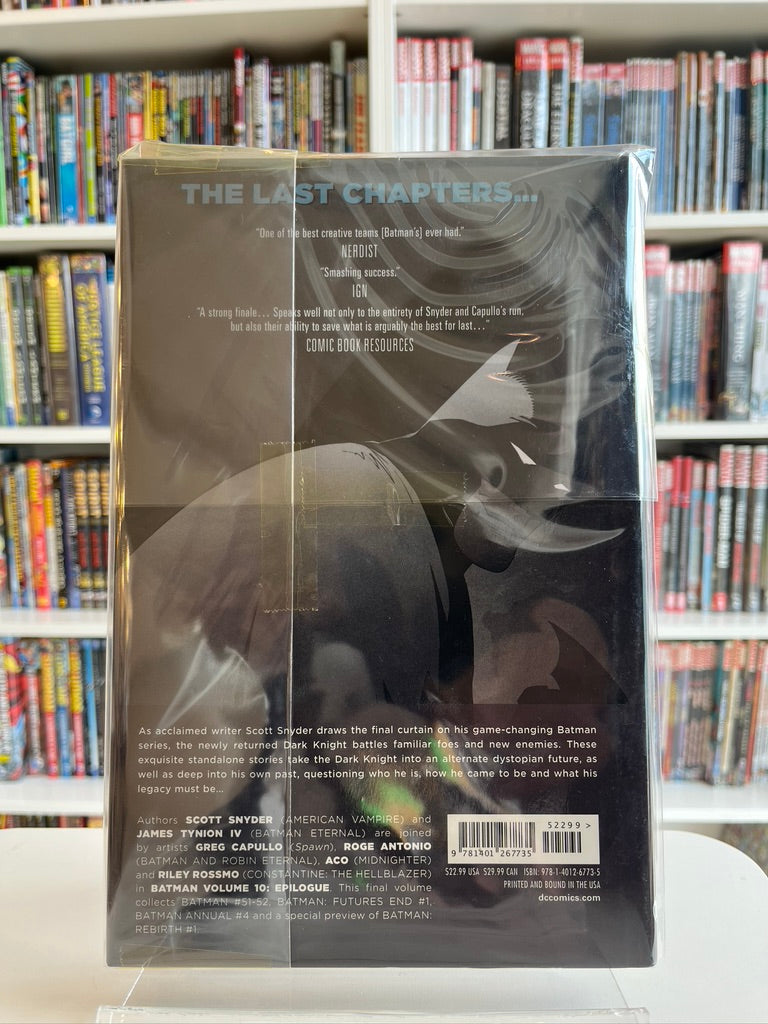 THE LAST CHAPTERS...
"One of the best creative teams [Batman's] ever had."
NERDIST
"Smashing success."
IGN
"A strong finale... Speaks well not only to the entirety of Snyder and Capullo's run,
but also their ability to save what is arguably the best for last..."
COMIC BOOK RESOURCES
As acclaimed writer Scott Snyder draws the final curtain on his game-changing Batman
series, the newly returned Dark Knight battles familiar foes and new enemies. These
exquisite standalone stories take the Dark Knight into an alternate dystopian future, as
well as deep into his own past, questioning who he is, how he came to be and what his
legacy must be...
Authors SCOTT SNYDER (AMERICAN VAMPIRE) and
JAMES TYNION IV (BATMAN ETERNAL) are joined
by artists GREG CAPULLO (Spawn), ROGE ANTONIO
(BATMAN AND ROBIN ETERNAL), ACO (MIDNIGHTER)
and RILEY ROSSMO (CONSTANTINE: THE HELLBLAZER)
in BATMAN VOLUME 10: EPILOGUE. This final volume
collects BATMAN #51-52, BATMAN: FUTURES END #1,
BATMAN ANNUAL #4 and a special preview of BATMAN:
REBIRTH #1.
52299>
9 781401 267735
$22.99 USA $29.99 CAN ISBN: 978-1-4012-6773-5
PRINTED AND BOUND IN THE USA
dccomics.com